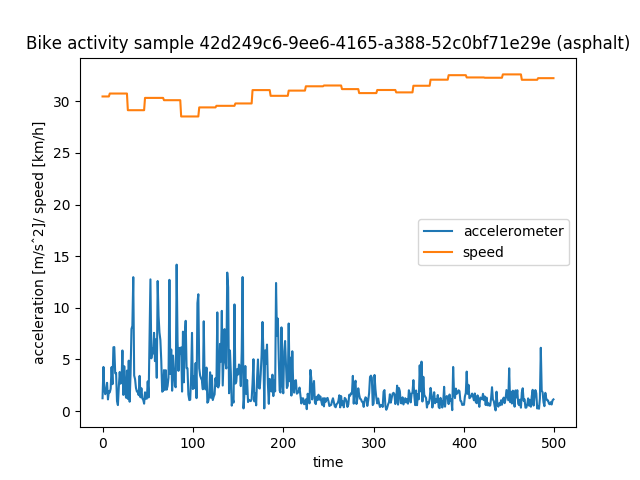 Bike activity sample 42d249c6-9ee6-4165-a388-52c0bf71e29e (asphalt)
acceleration [m/s^2]/ speed [km/h]
30
25
20
15
10
5
0
accelerometer
speed
0
100
200
300
400
500
time